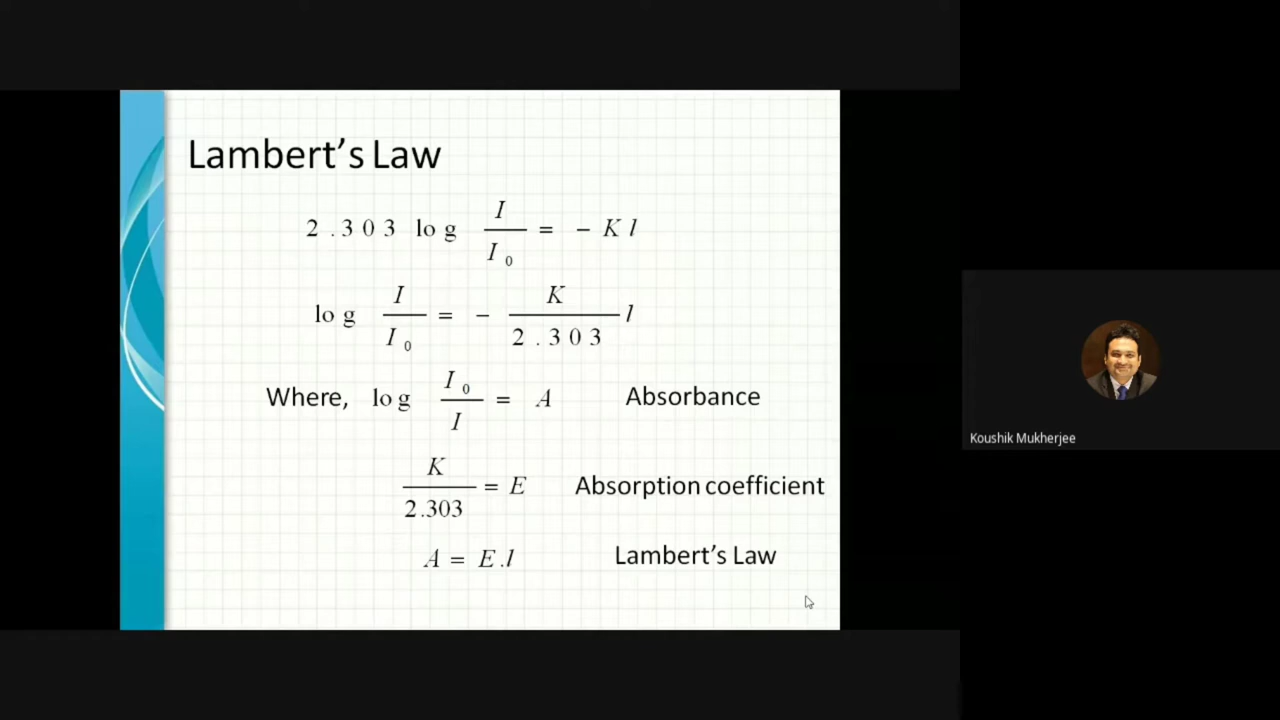 Lambert's Law
2.303 log I/I₀ = - K l
log I/I₀ = - K/2.303 l
Where, log I₀/I = A Absorbance
K/2.303 = E Absorption coefficient
A = E.l Lambert's Law
Koushik Mukherjee